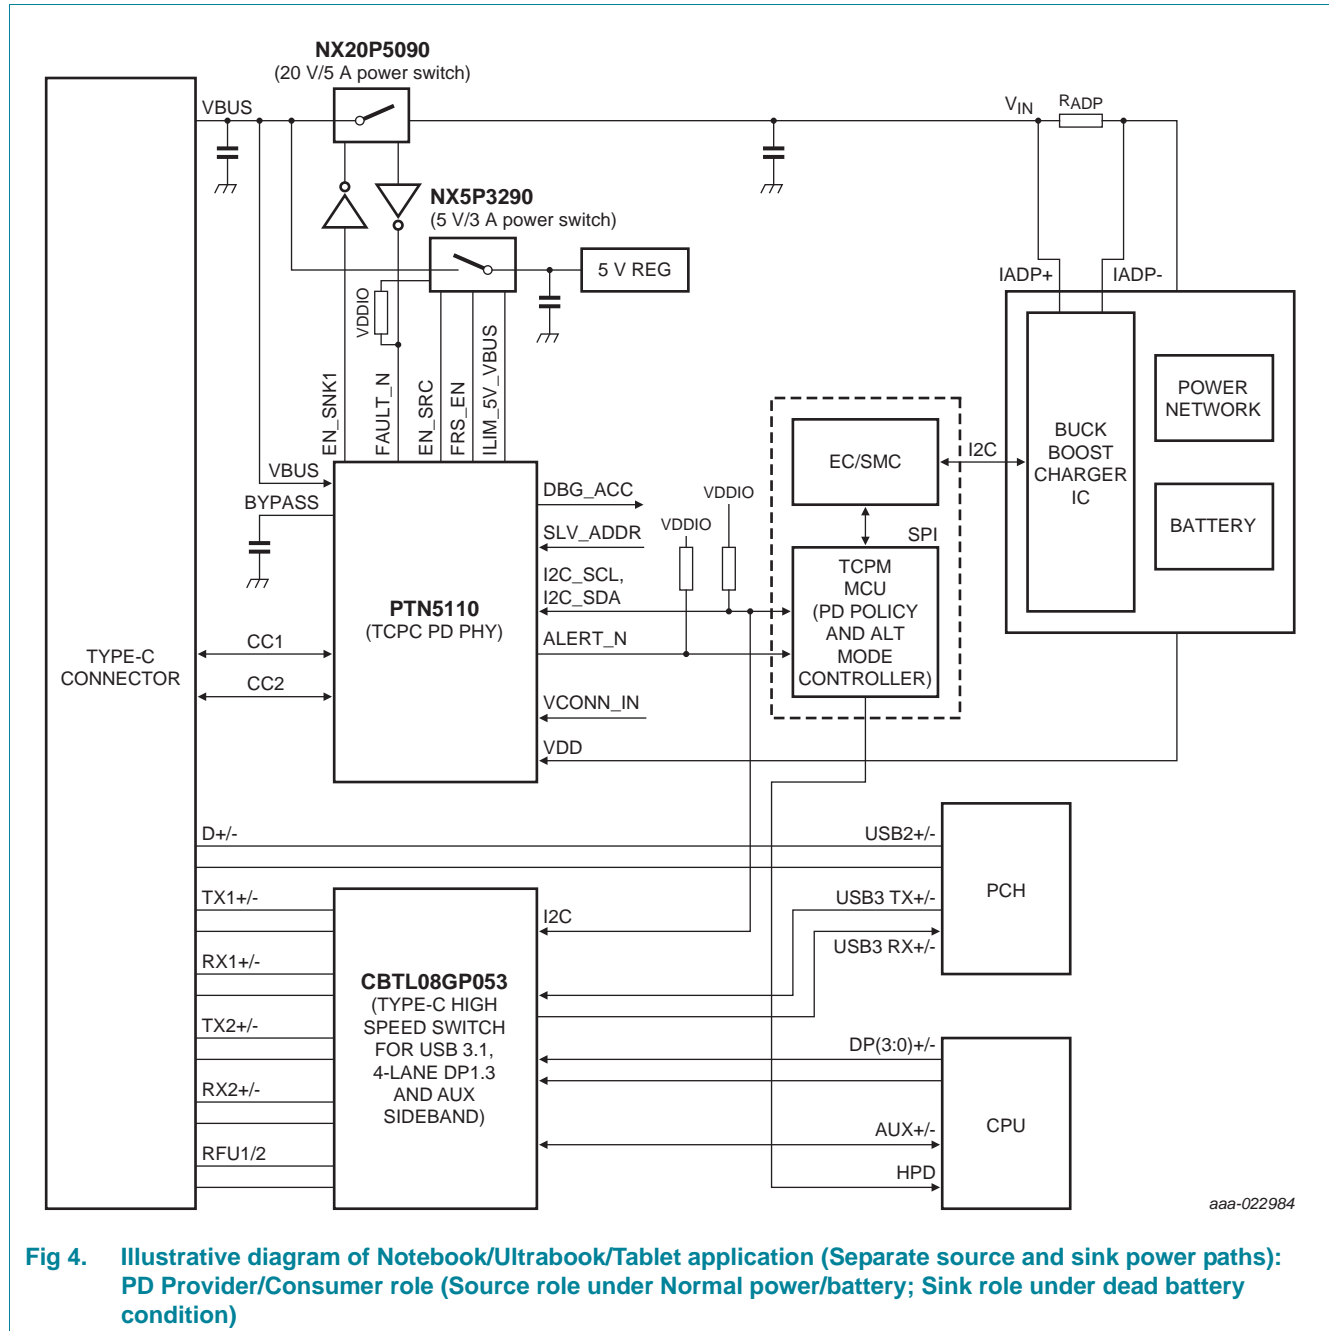 NX20P5090
(20 V/5 A power switch)
VBUS
VIN
RADP
NX5P3290
(5 V/3 A power switch)
5 V REG
VDDIO
IADP+
IADP-
EN_SNK1
FAULT_N
EN_SRC
FRS_EN
ILIM_5V_VBUS
POWER
NETWORK
BUCK
BOOST
CHARGER
IC
BATTERY
EC/SMC
I2C
SPI
VBUS
BYPASS
DBG_ACC
VDDIO
SLV_ADDR
VDDIO
I2C_SCL,
I2C_SDA
ALERT_N
TCPM
MCU
(PD POLICY
AND ALT
MODE
CONTROLLER)
PTN5110
(TCPC PD PHY)
TYPE-C
CONNECTOR
CC1
CC2
VCONN_IN
VDD
D+/-
USB2+/-
TX1+/-
I2C
USB3 TX+/-
PCH
USB3 RX+/-
RX1+/-
CBTL08GP053
(TYPE-C HIGH
SPEED SWITCH
FOR USB 3.1,
4-LANE DP1.3
AND AUX
SIDEBAND)
TX2+/-
DP(3:0)+/-
RX2+/-
AUX+/-
CPU
RFU1/2
HPD
aaa-022984
Fig 4. Illustrative diagram of Notebook/Ultrabook/Tablet application (Separate source and sink power paths):
PD Provider/Consumer role (Source role under Normal power/battery; Sink role under dead battery
condition)